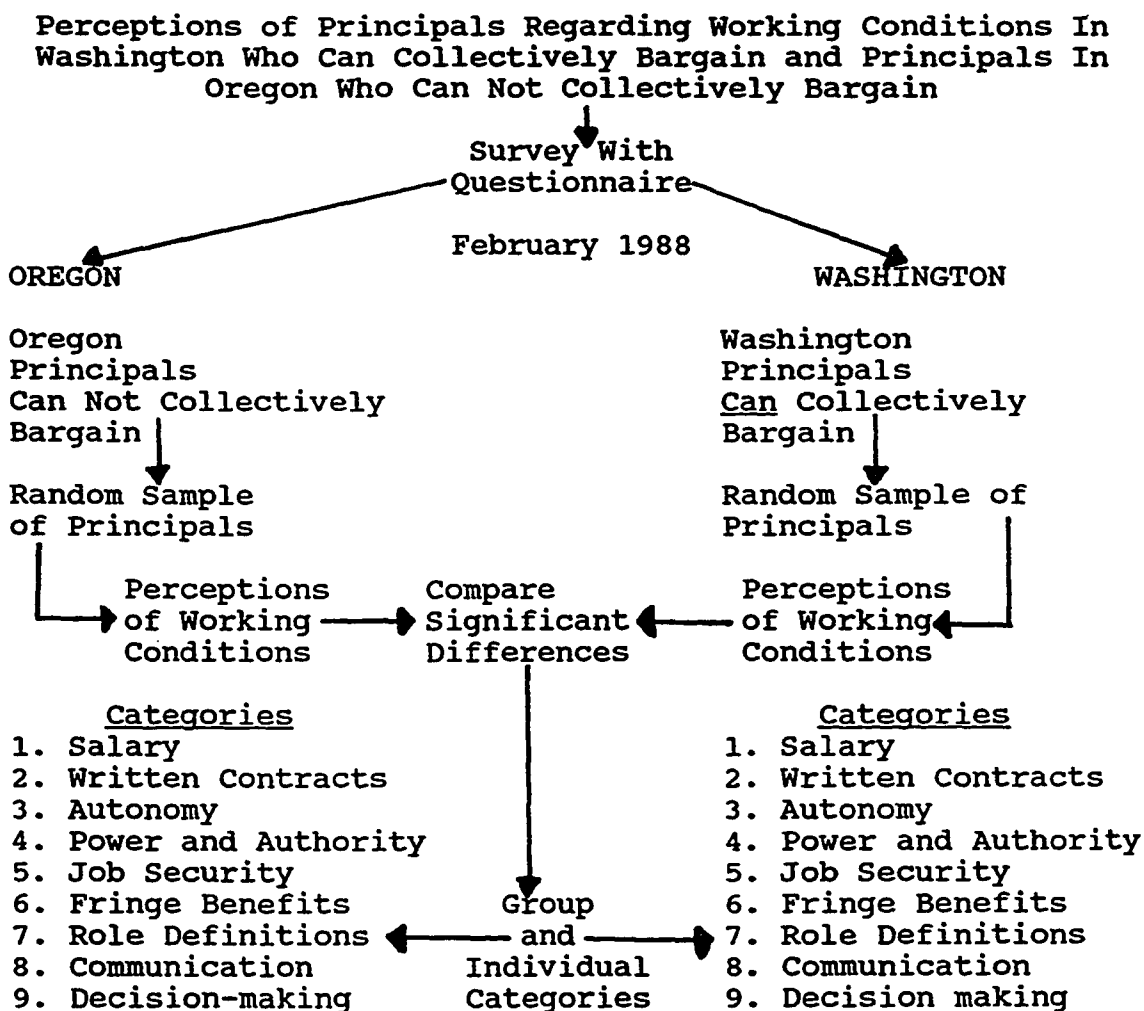 Perceptions of Principals Regarding Working Conditions In
Washington Who Can Collectively Bargain and Principals In
Oregon Who Can Not Collectively Bargain
Survey With
Questionnaire
February 1988
OREGON
WASHINGTON
Oregon
Principals
Can Not Collectively
Bargain
Washington
Principals
Can Collectively
Bargain
Random Sample
of Principals
Random Sample of
Principals
Perceptions
of Working
Conditions
Compare
Significant
Differences
Perceptions
of Working
Conditions
Categories
1. Salary
2. Written Contracts
3. Autonomy
4. Power and Authority
5. Job Security
6. Fringe Benefits
7. Role Definitions
8. Communication
9. Decision-making
Group
and
Individual
Categories
Categories
1. Salary
2. Written Contracts
3. Autonomy
4. Power and Authority
5. Job Security
6. Fringe Benefits
7. Role Definitions
8. Communication
9. Decision making